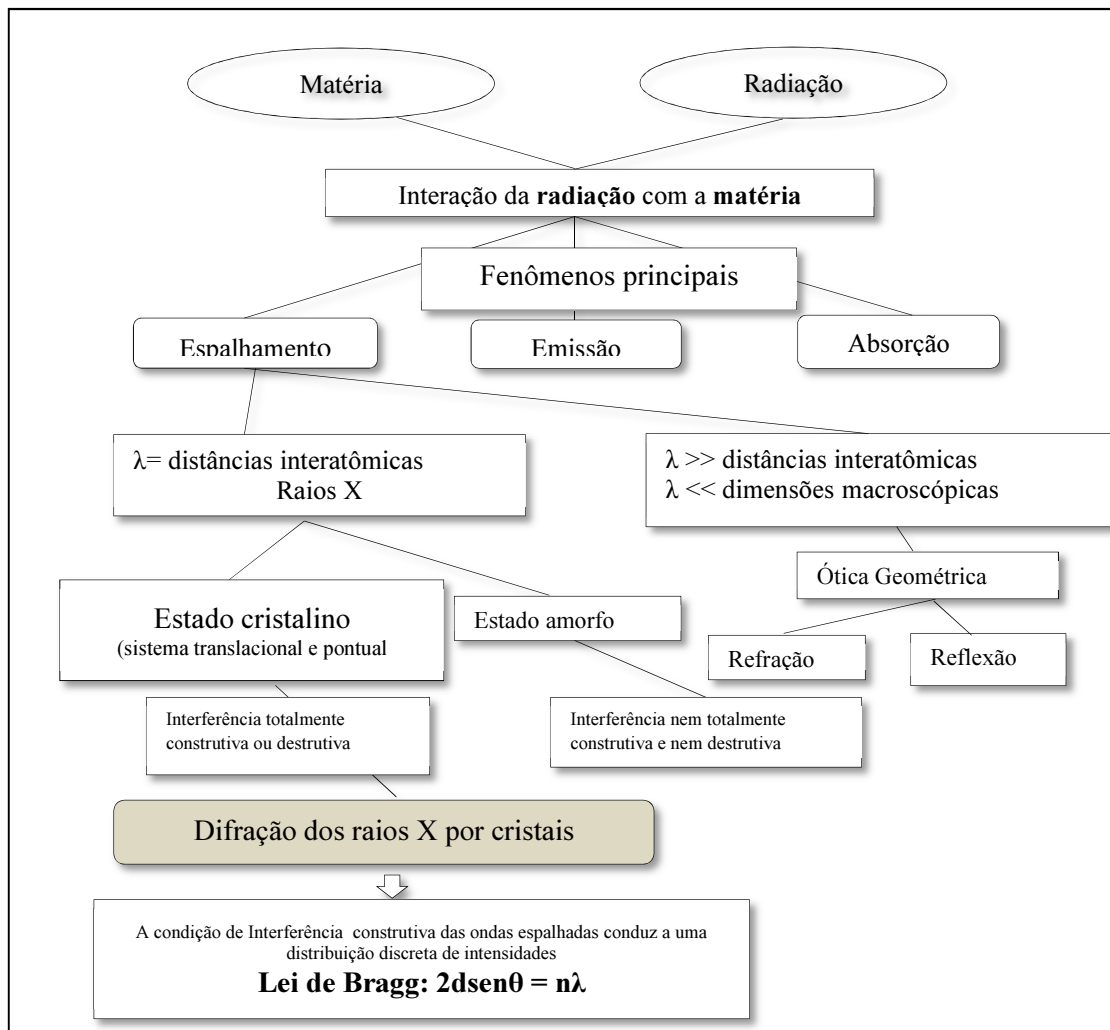 Matéria
Radiação
Interação da radiação com a matéria
Fenômenos principais
Espalhamento
Emissão
Absorção
λ= distâncias interatômicas
Raios X
λ >> distâncias interatômicas
λ << dimensões macroscópicas
Ótica Geométrica
Estado cristalino
(sistema translacional e pontual
Estado amorfo
Refração
Reflexão
Interferência totalmente
construtiva ou destrutiva
Interferência nem totalmente
construtiva e nem destrutiva
Difração dos raios X por cristais
A condição de Interferência construtiva das ondas espalhadas conduz a uma
distribuição discreta de intensidades
Lei de Bragg: 2dsenθ = nλ